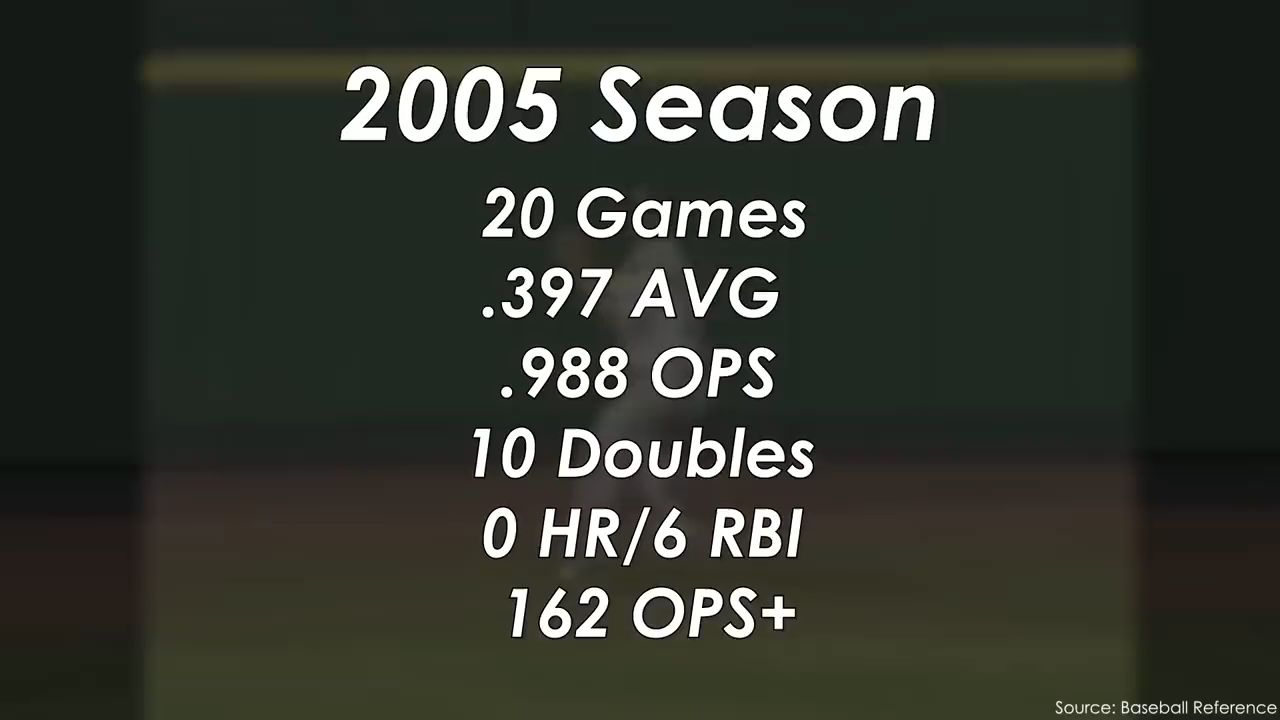 2005 Season
20 Games
.397 AVG
.988 OPS
10 Doubles
0 HR/6 RBI
162 OPS+
Source: Baseball Reference